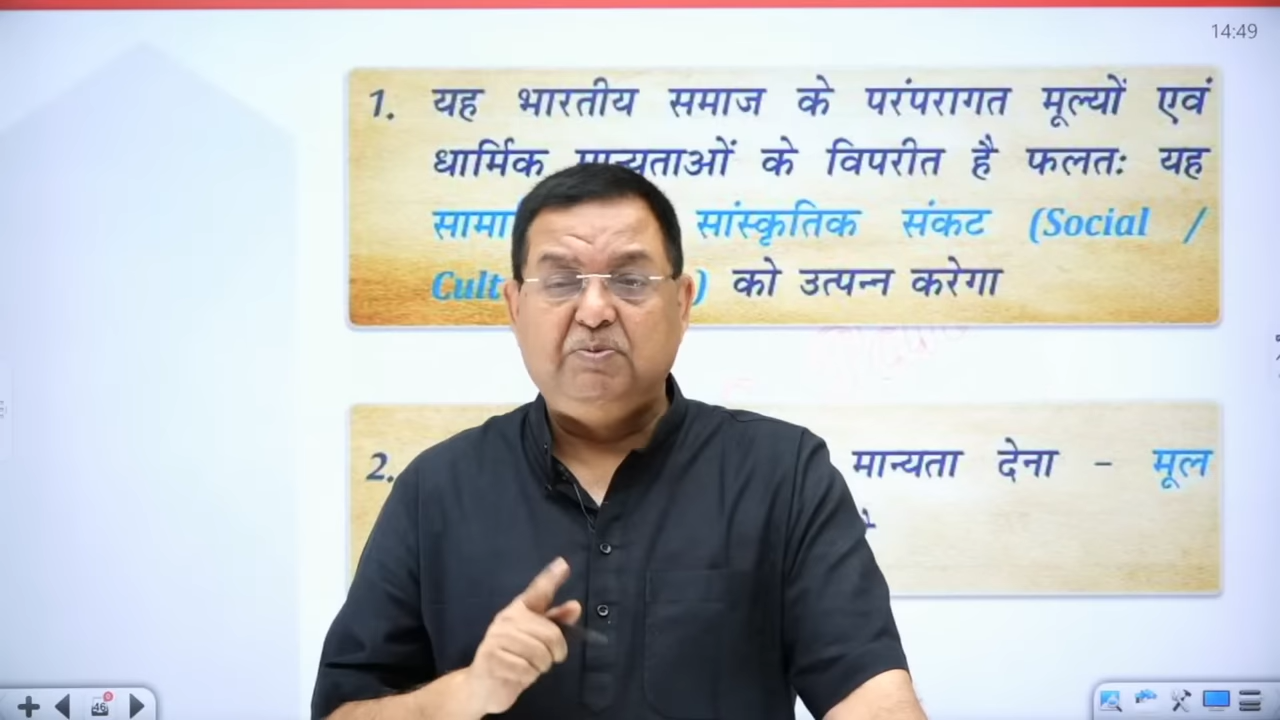 14:49
1. यह भारतीय समाज के परंपरागत मूल्यों एवं
धार्मिक मान्यताओं के विपरीत है फलतः यह
सांस्कृतिक संकट (Social /
) को उत्पन्न करेगा
2. मान्यता देना – मूल
46